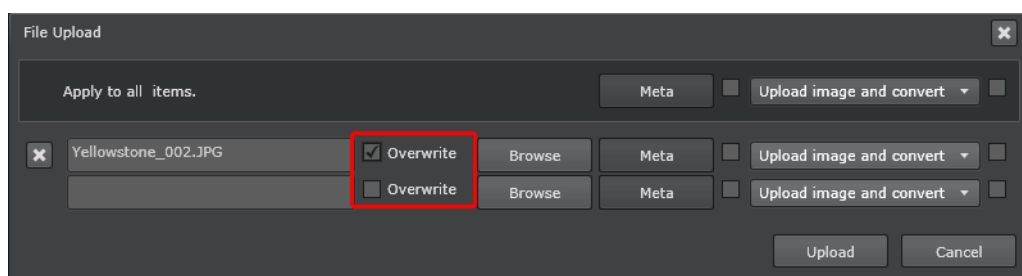 File Upload
Apply to all items. Meta Upload image and convert
Yellowstone_002.JPG Overwrite Browse Meta Upload image and convert
Overwrite Browse Meta Upload image and convert
Upload Cancel